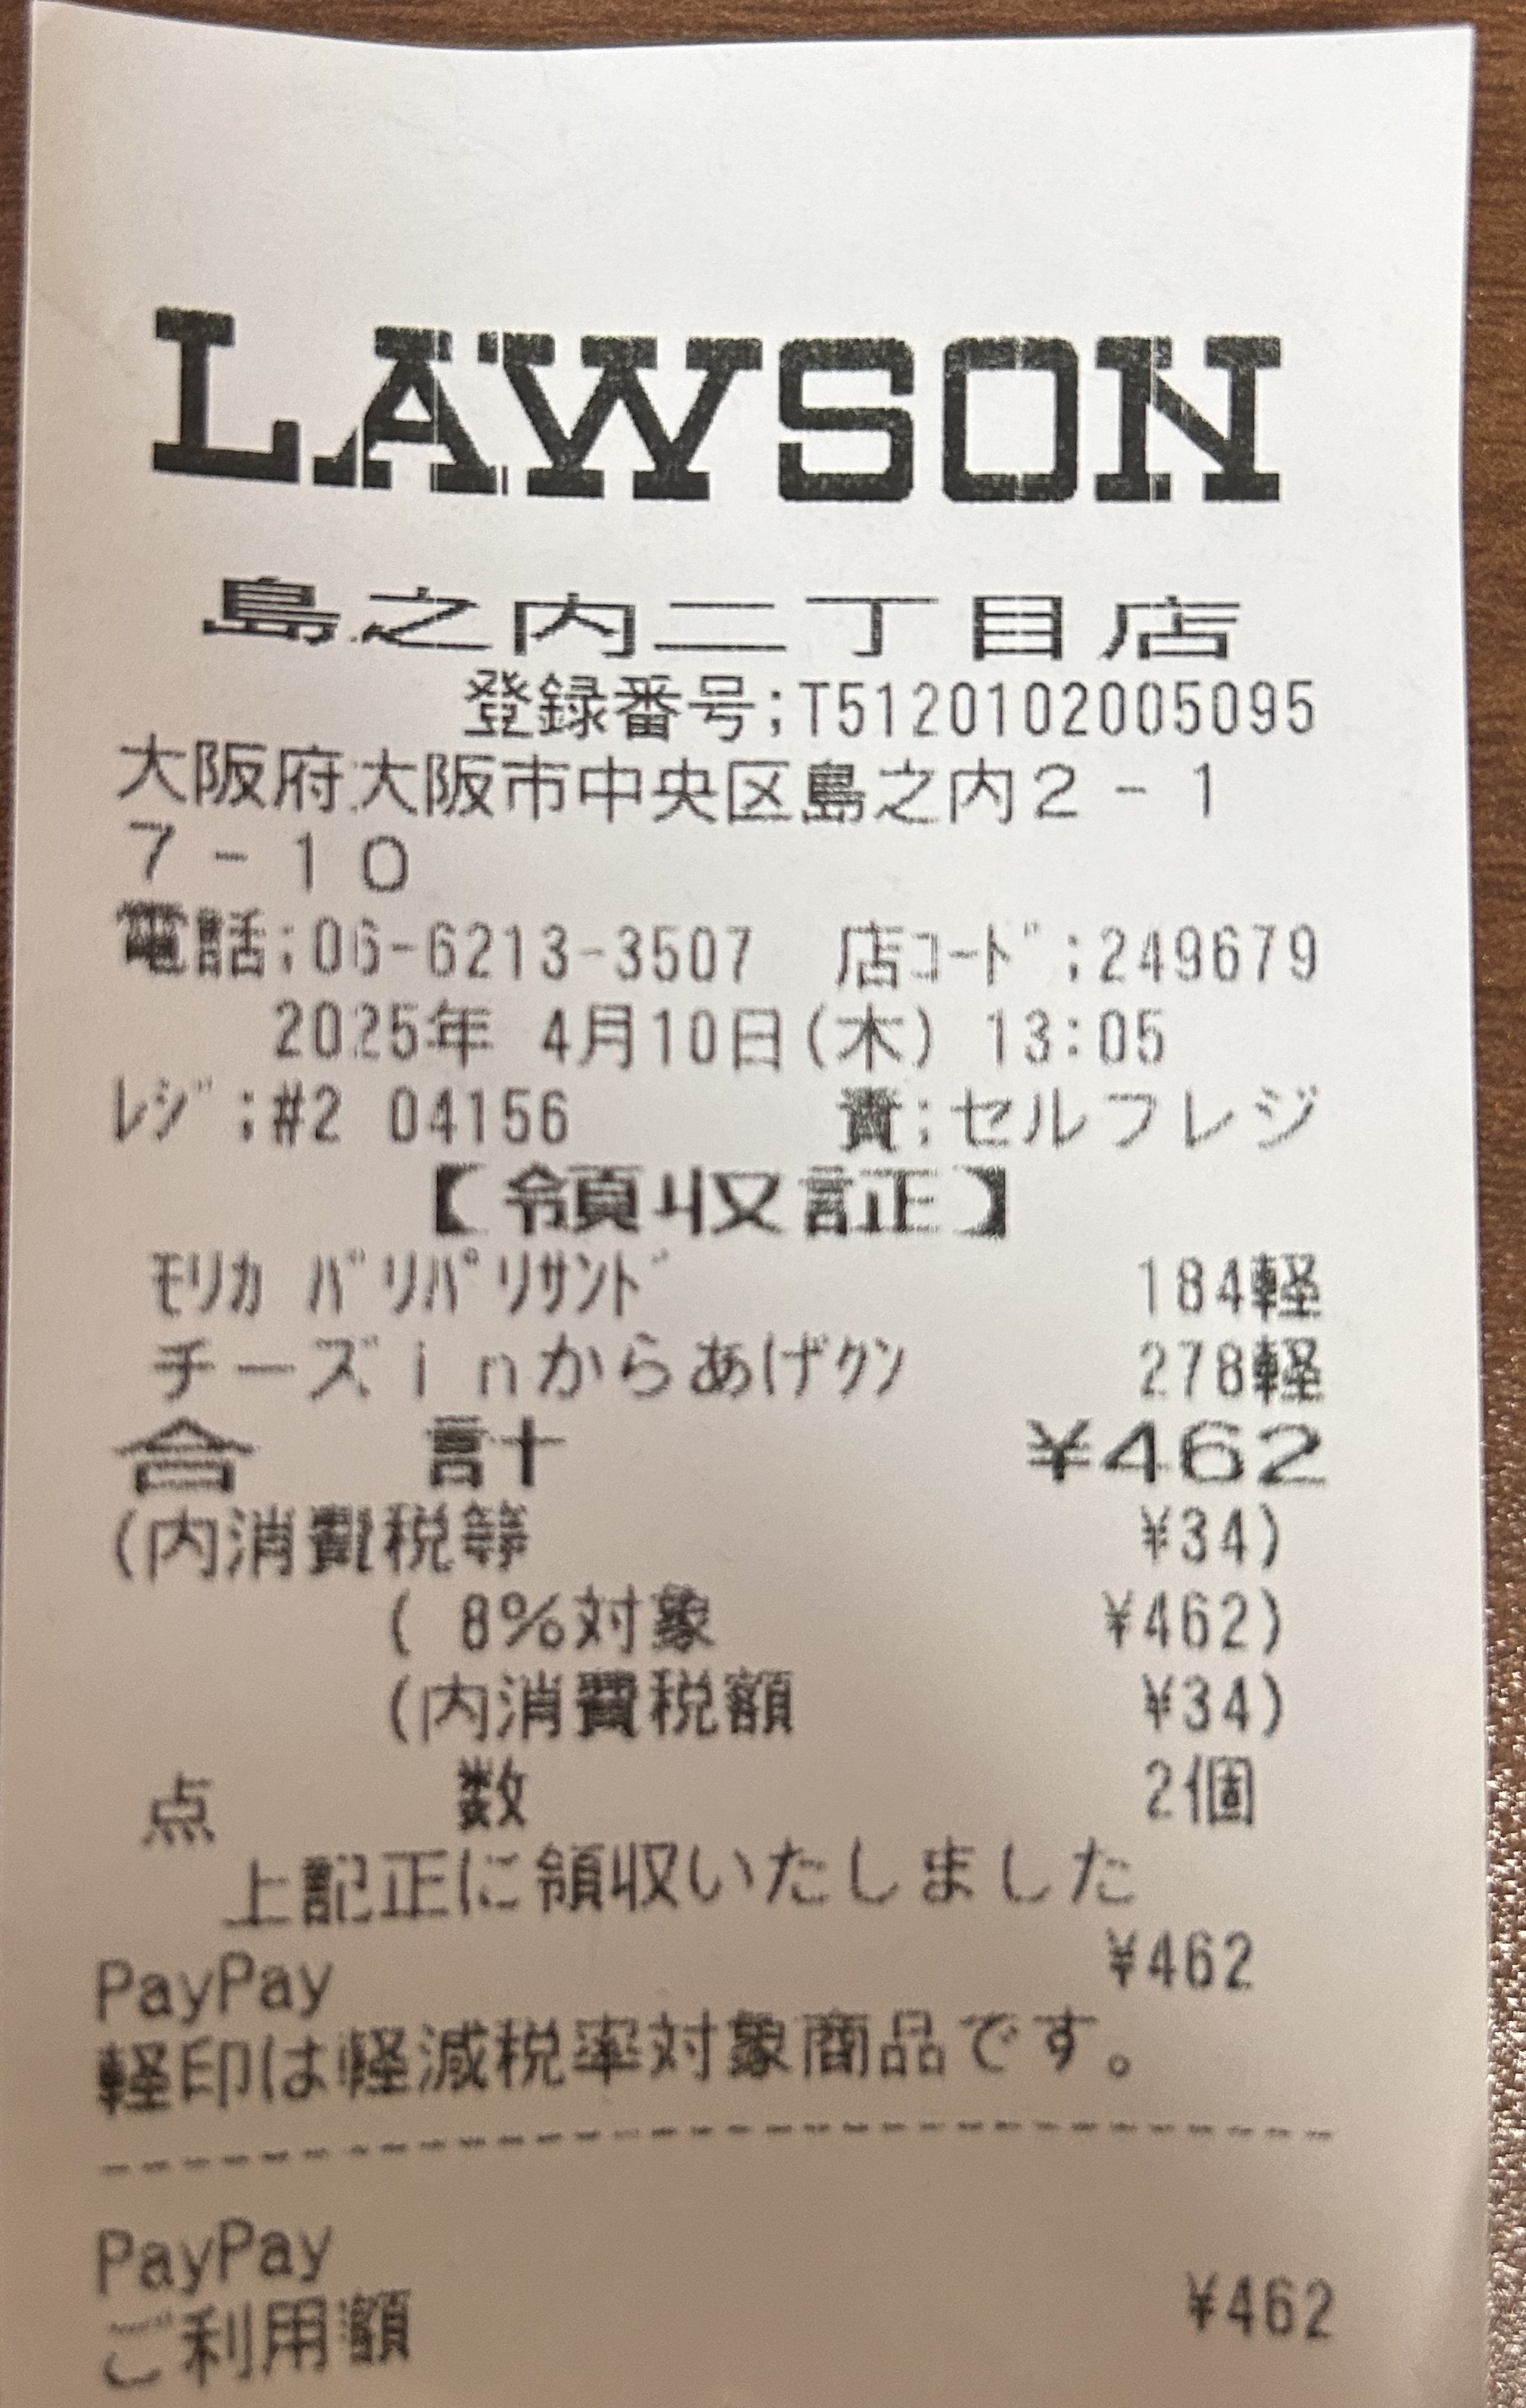 LAWSON
島之内二丁目店
登録番号;T5120102005095
大阪府大阪市中央区島之内2-1
7-10
電話;06-6213-3507 店ｺｰﾄﾞ;249679
2025年 4月10日(木) 13:05
ﾚｼﾞ;#2 04156 責;セルフレジ
【領収証】
ﾓﾘｶ ﾊﾞﾘﾊﾟﾘｻﾝﾄﾞ 184軽
チーズinからあげｸﾝ 278軽
合 計 ¥462
(内消費税等 ¥34)
( 8%対象 ¥462)
(内消費税額 ¥34)
点 数 2個
上記正に領収いたしました
PayPay ¥462
軽印は軽減税率対象商品です。
PayPay
ご利用額 ¥462